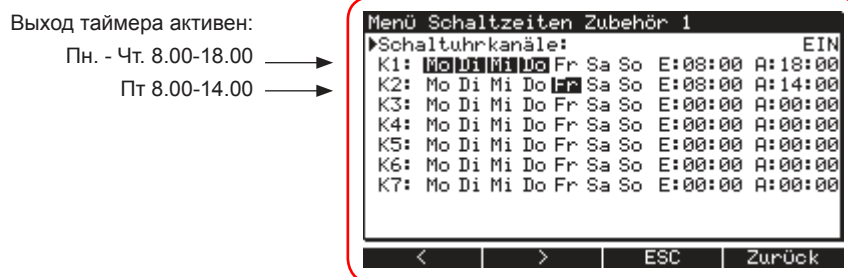 Выход таймера активен:
Пн. - Чт. 8.00-18.00
Пт 8.00-14.00
Menü Schaltzeiten Zubehör 1
Schaltuhrkanäle: EIN
K1: Mo Di Mi Do Fr Sa So E:08:00 A:18:00
K2: Mo Di Mi Do Fr Sa So E:08:00 A:14:00
K3: Mo Di Mi Do Fr Sa So E:00:00 A:00:00
K4: Mo Di Mi Do Fr Sa So E:00:00 A:00:00
K5: Mo Di Mi Do Fr Sa So E:00:00 A:00:00
K6: Mo Di Mi Do Fr Sa So E:00:00 A:00:00
K7: Mo Di Mi Do Fr Sa So E:00:00 A:00:00
< > ESC Zurück